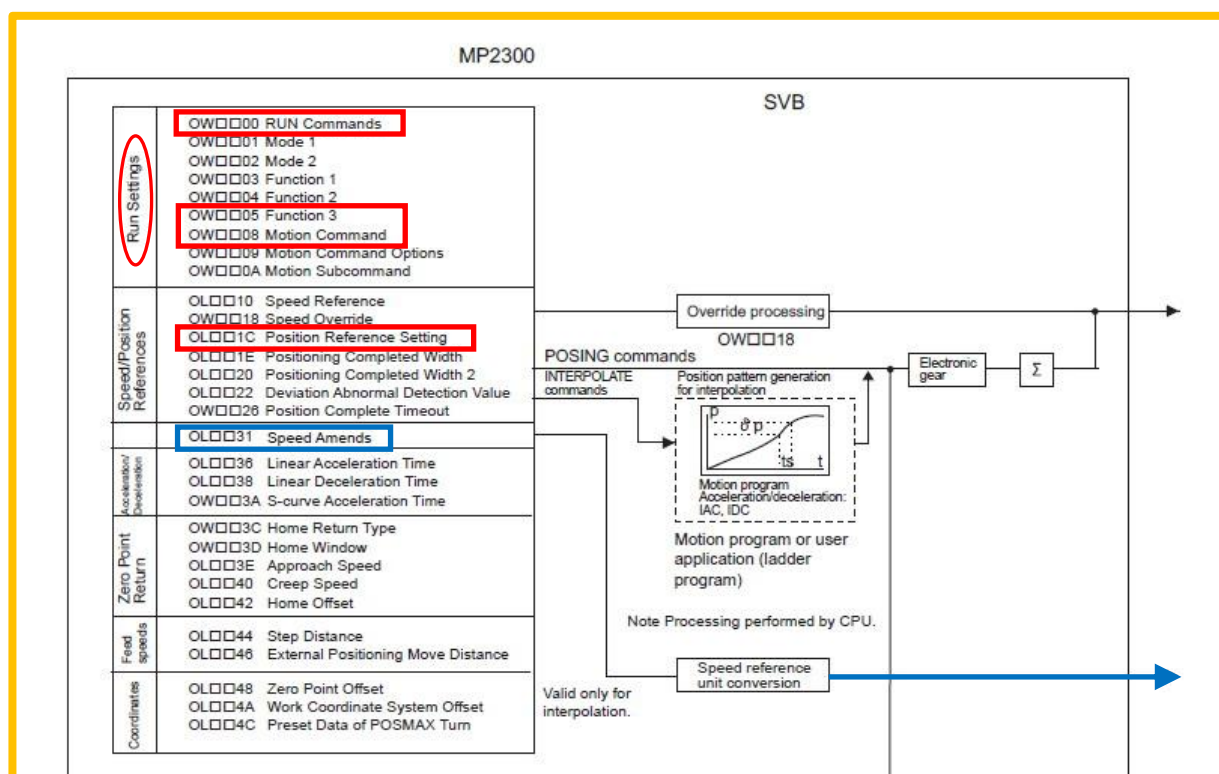 MP2300
SVB
Run Settings
OW□□00 RUN Commands
OW□□01 Mode 1
OW□□02 Mode 2
OW□□03 Function 1
OW□□04 Function 2
OW□□05 Function 3
OW□□08 Motion Command
OW□□09 Motion Command Options
OW□□0A Motion Subcommand
Speed/Position
References
OL□□10 Speed Reference
OW□□18 Speed Override
OL□□1C Position Reference Setting
OL□□1E Positioning Completed Width
OL□□20 Positioning Completed Width 2
OL□□22 Deviation Abnormal Detection Value
OW□□26 Position Complete Timeout
OL□□31 Speed Amends
Acceleration/
Deceleration
OL□□36 Linear Acceleration Time
OL□□38 Linear Deceleration Time
OW□□3A S-curve Acceleration Time
Zero Point
Return
OW□□3C Home Return Type
OW□□3D Home Window
OL□□3E Approach Speed
OL□□40 Creep Speed
OL□□42 Home Offset
Feed
speeds
OL□□44 Step Distance
OL□□46 External Positioning Move Distance
Coordinates
OL□□48 Zero Point Offset
OL□□4A Work Coordinate System Offset
OL□□4C Preset Data of POSMAX Turn
Override processing
OW□□18
POSING commands
INTERPOLATE
commands
Position pattern generation
for interpolation
p
∂ p
ts
t
Motion program
Acceleration/deceleration:
IAC, IDC
Motion program or user
application (ladder
program)
Electronic
gear
Σ
Note Processing performed by CPU.
Speed reference
unit conversion
Valid only for
interpolation.